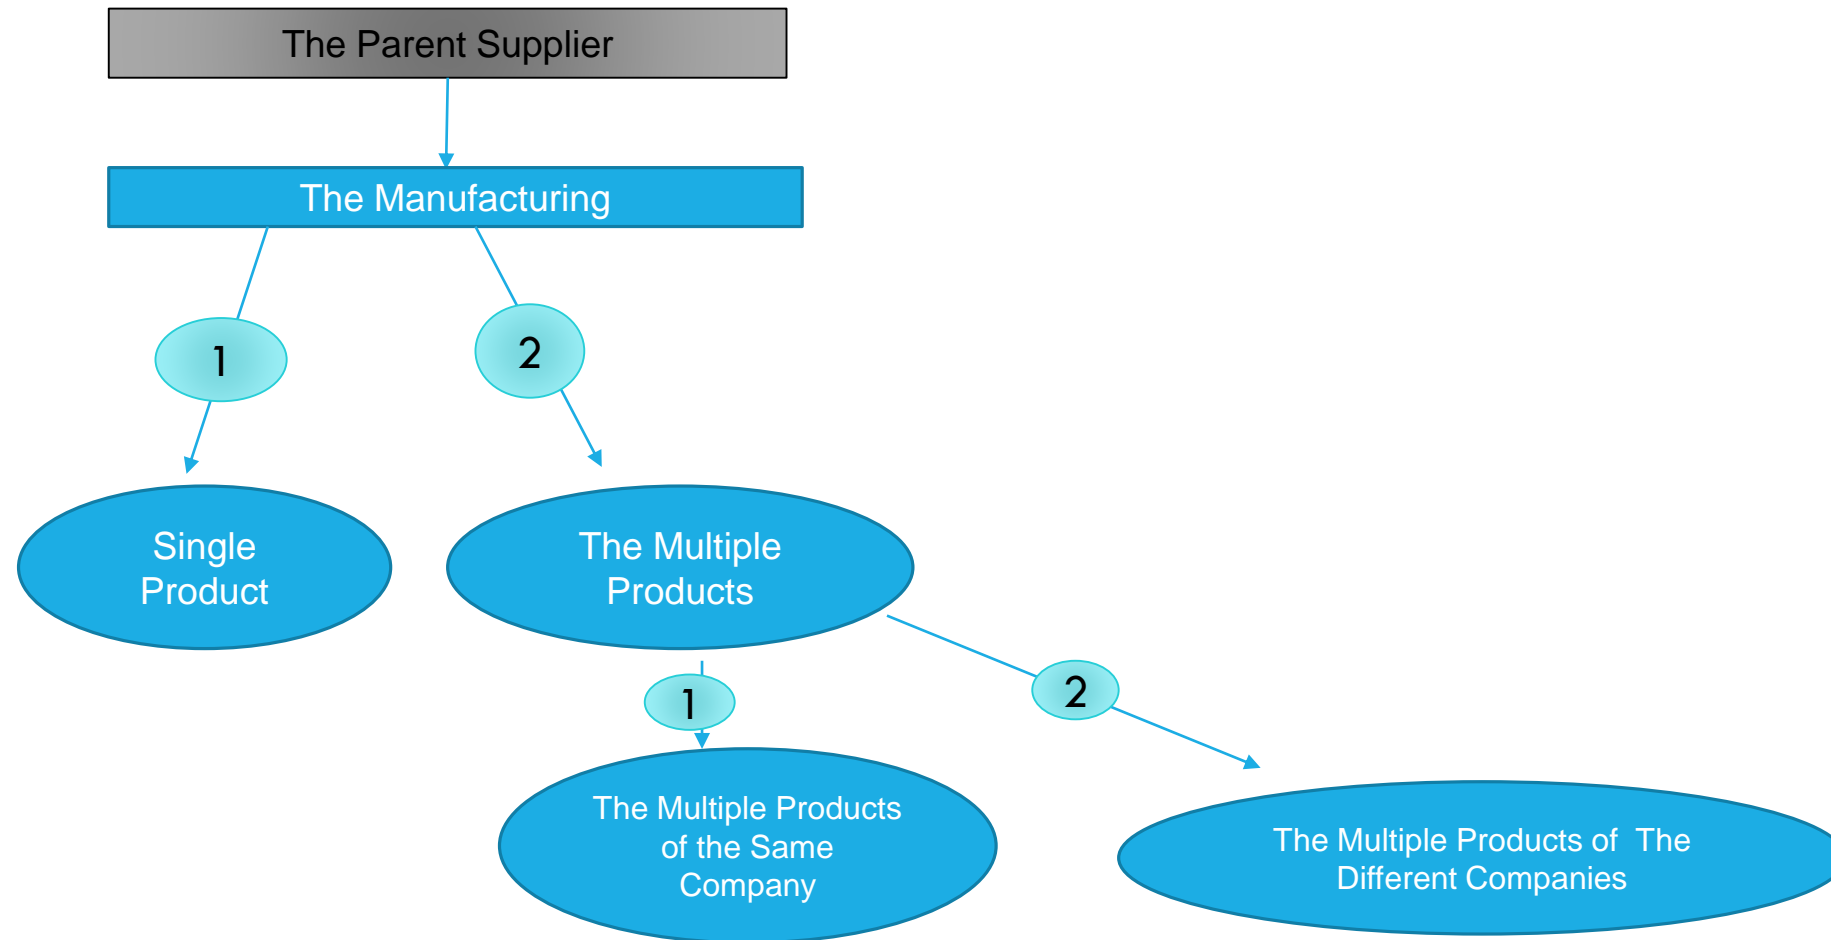 The Parent Supplier
The Manufacturing
1
2
Single
Product
The Multiple
Products
1
2
The Multiple Products
of the Same
Company
The Multiple Products of  The
Different Companies